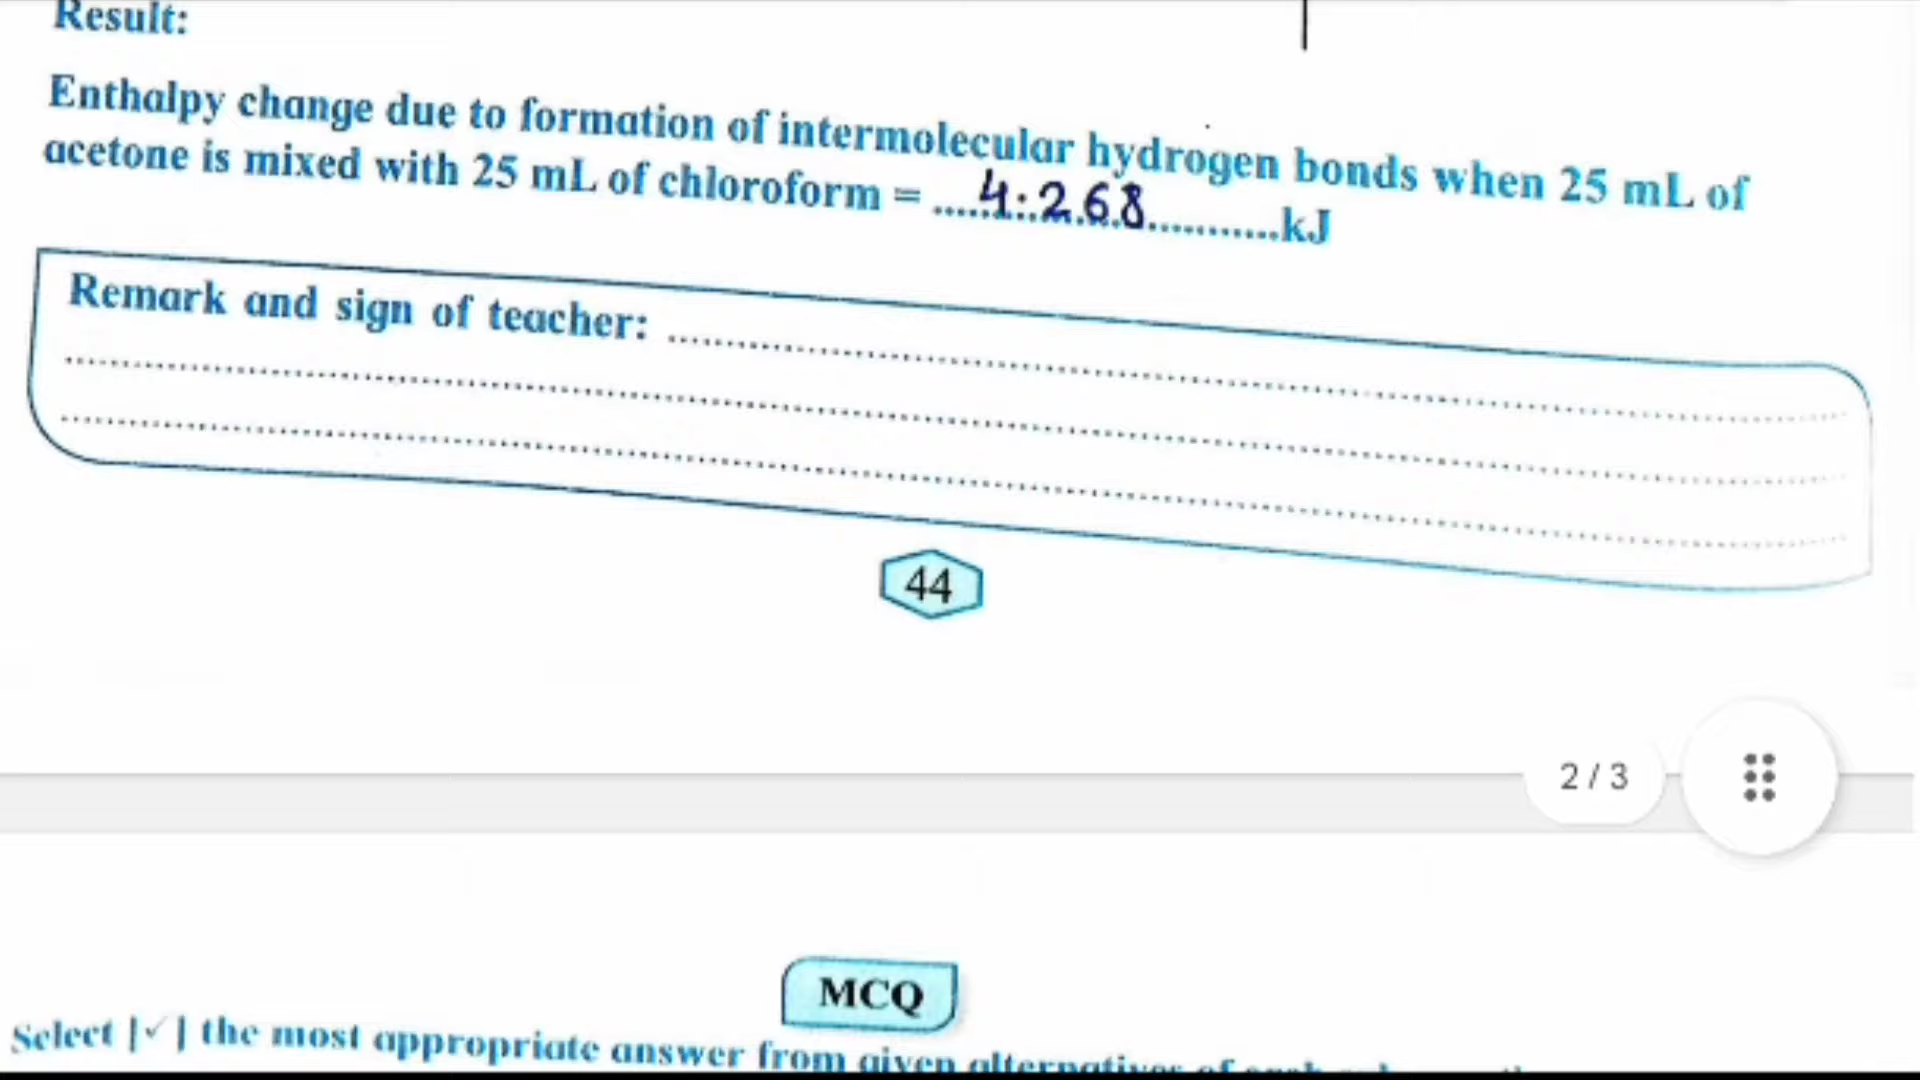 Result:
Enthalpy change due to formation of intermolecular hydrogen bonds when 25 mL of
acetone is mixed with 25 mL of chloroform = .....4.268...........kJ
Remark and sign of teacher:
44
2 / 3
MCQ
Select [✓] the most appropriate answer from given alternatives of